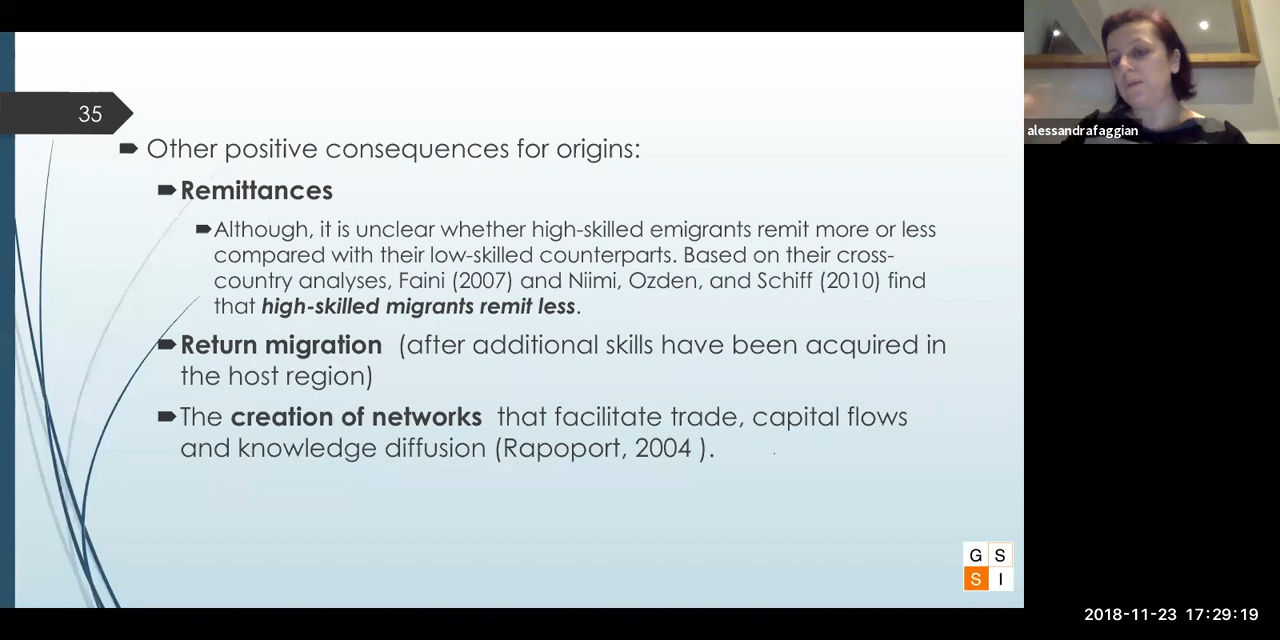 35
Other positive consequences for origins:
Remittances
Although, it is unclear whether high-skilled emigrants remit more or less
compared with their low-skilled counterparts. Based on their cross-
country analyses, Faini (2007) and Niimi, Ozden, and Schiff (2010) find
that high-skilled migrants remit less.
Return migration (after additional skills have been acquired in
the host region)
The creation of networks that facilitate trade, capital flows
and knowledge diffusion (Rapoport, 2004 ).
G S
S I
alessandrafaggian
2018-11-23 17:29:19